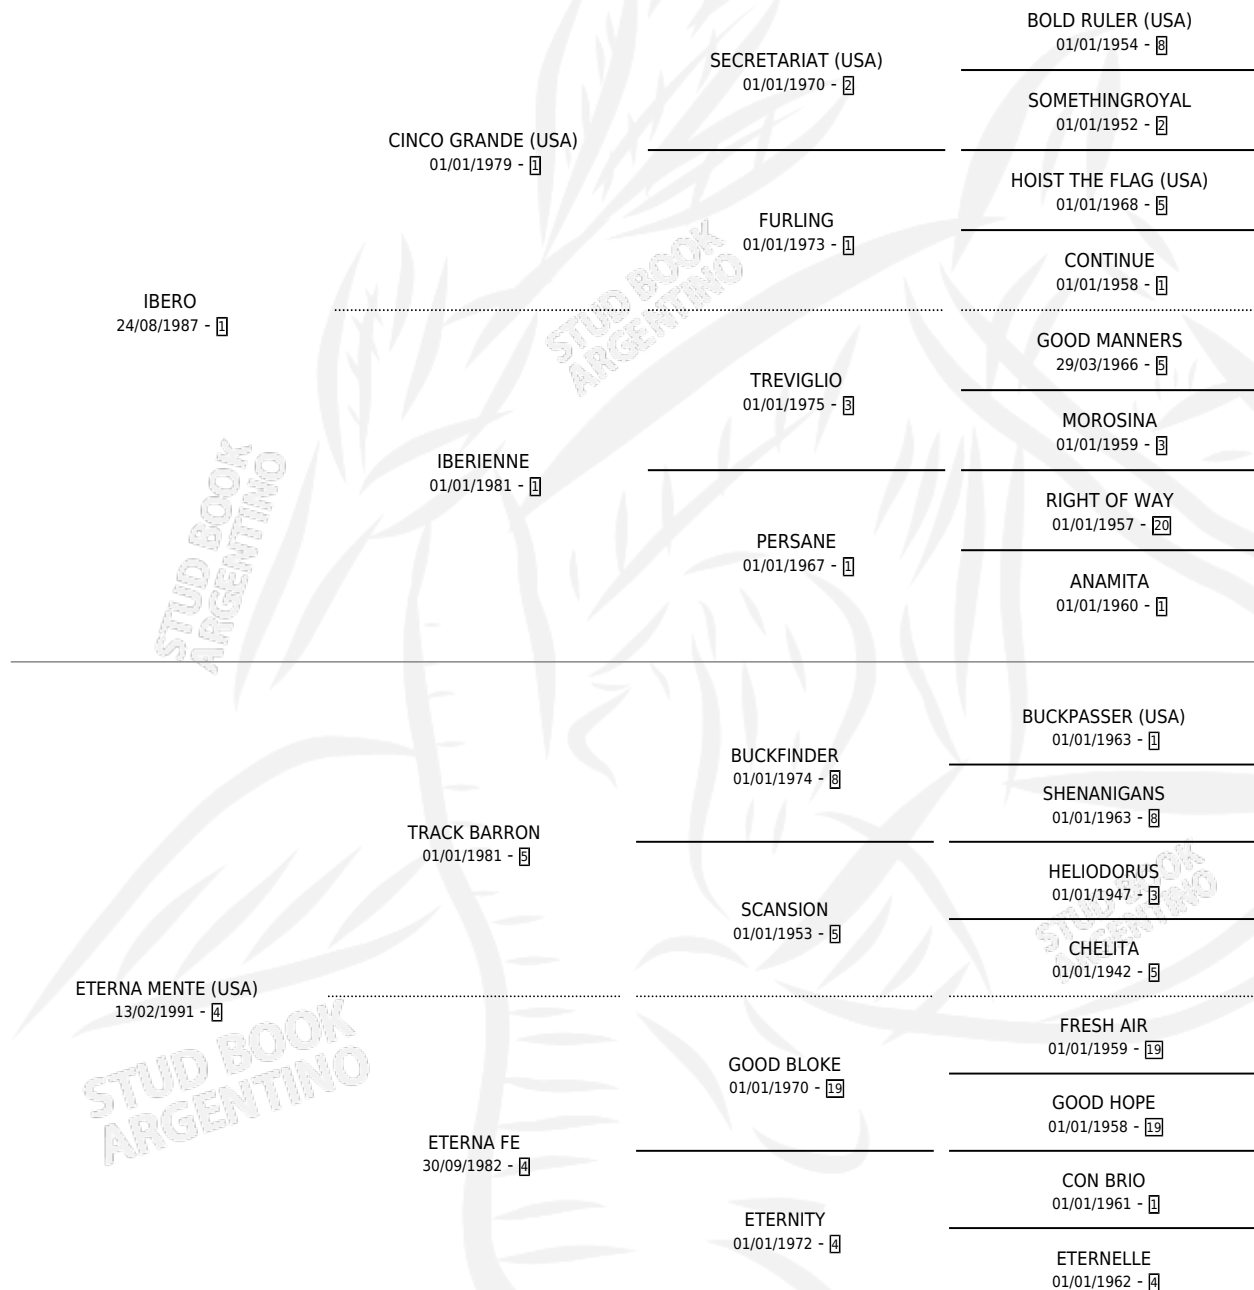 BOLD RULER (USA)
01/01/1954 - 8
SECRETARIAT (USA)
01/01/1970 - 2
SOMETHINGROYAL
01/01/1952 - 2
CINCO GRANDE (USA)
01/01/1979 - 1
HOIST THE FLAG (USA)
01/01/1968 - 5
FURLING
01/01/1973 - 1
CONTINUE
01/01/1958 - 1
IBERO
24/08/1987 - 1
GOOD MANNERS
29/03/1966 - 5
TREVIGLIO
01/01/1975 - 3
MOROSINA
01/01/1959 - 3
IBERIENNE
01/01/1981 - 1
RIGHT OF WAY
01/01/1957 - 20
PERSANE
01/01/1967 - 1
ANAMITA
01/01/1960 - 1
STUD BOOK
ARGENTINO
STUD BOOK
ARGENTINO
BUCKPASSER (USA)
01/01/1963 - 1
BUCKFINDER
01/01/1974 - 8
SHENANIGANS
01/01/1963 - 8
TRACK BARRON
01/01/1981 - 5
HELIODORUS
01/01/1947 - 3
SCANSION
01/01/1953 - 5
CHELITA
01/01/1942 - 5
ETERNA MENTE (USA)
13/02/1991 - 4
FRESH AIR
01/01/1959 - 19
GOOD BLOKE
01/01/1970 - 19
GOOD HOPE
01/01/1958 - 19
ETERNA FE
30/09/1982 - 4
CON BRIO
01/01/1961 - 1
ETERNITY
01/01/1972 - 4
ETERNELLE
01/01/1962 - 4
STUD BOOK
ARGENTINO
STUD BOOK
ARGENTINO